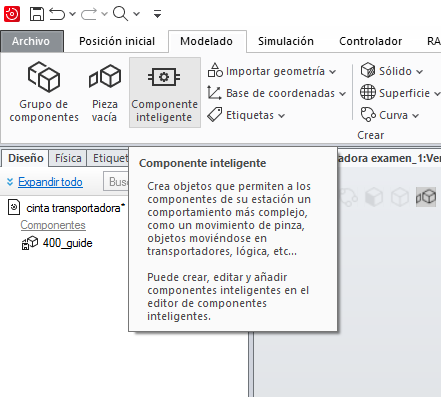 Archivo Posición inicial Modelado Simulación Controlador RA
Grupo de componentes
Pieza vacía
Componente inteligente
Importar geometría
Base de coordenadas
Etiquetas
Sólido
Superficie
Curva
Crear
Diseño Física Etiquet
adora examen_1:Ver
Expandir todo
Busc
cinta transportadora*
Componentes
400_guide
Componente inteligente
Crea objetos que permiten a los
componentes de su estación un
comportamiento más complejo,
como un movimiento de pinza,
objetos moviéndose en
transportadores, lógica, etc...
Puede crear, editar y añadir
componentes inteligentes en el
editor de componentes
inteligentes.